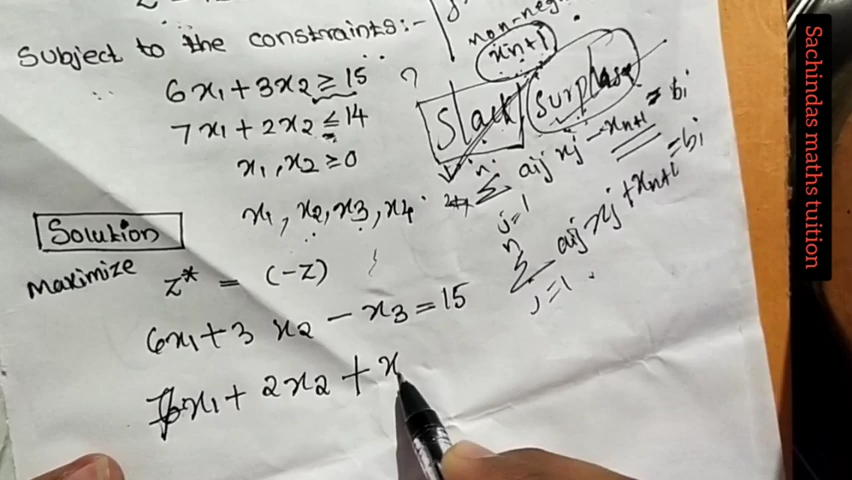 Subject to the constraints:-
6x₁ + 3x₂ ≥ 15 ?
7x₁ + 2x₂ ≤ 14
x₁, x₂ ≥ 0
x₁, x₂, x₃, x₄
non-neg
xn+1
Slack
Surplus
n
Σ aij xj - xn+1 = bi
j=1
n
Σ aij xj + xn+i = bi
j=1
Solution
Maximize Z* = (-Z)
6x₁ + 3 x₂ - x₃ = 15
7x₁ + 2x₂ + x
Sachindas maths tuition